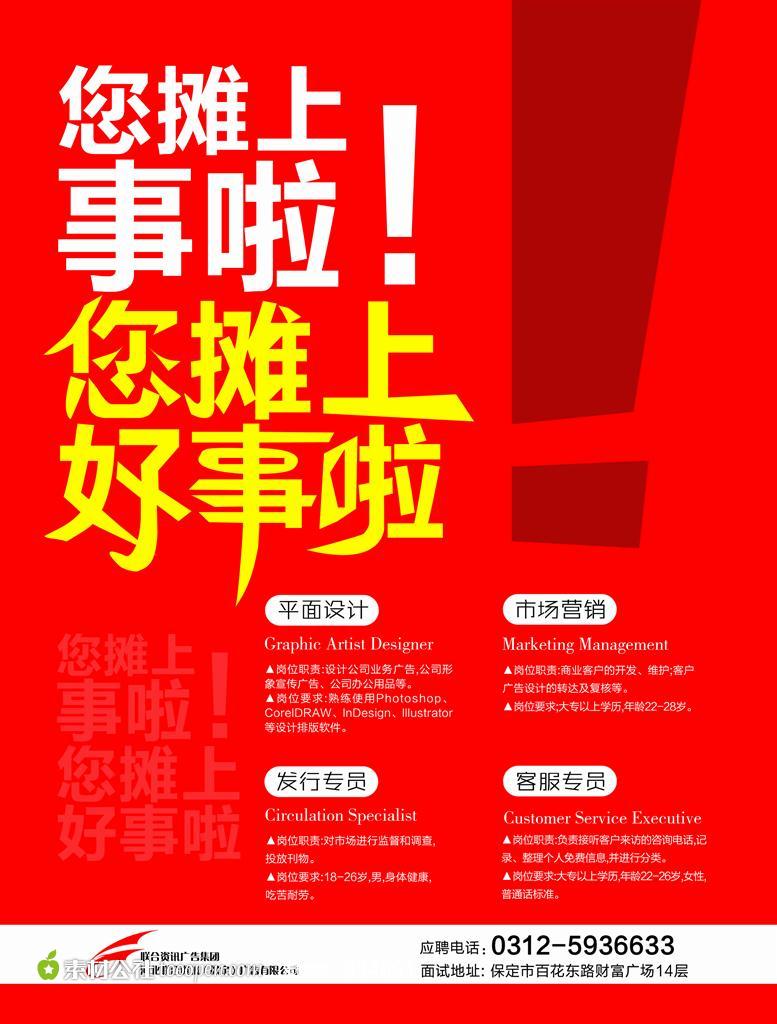 您摊上
事啦！
您摊上
好事啦
平面设计
Graphic Artist Designer
▲岗位职责:设计公司业务广告,公司形
象宣传广告、公司办公用品等。
▲岗位要求:熟练使用Photoshop、
CorelDRAW、InDesign、Illustrator
等设计排版软件。
市场营销
Marketing Management
▲岗位职责:商业客户的开发、维护;客户
广告设计的转达及复核等。
▲岗位要求;大专以上学历,年龄22-28岁。
您摊上
事啦！
您摊上
好事啦
发行专员
Circulation Specialist
▲岗位职责:对市场进行监督和调查,
投放刊物。
▲岗位要求:18-26岁,男,身体健康,
吃苦耐劳。
客服专员
Customer Service Executive
▲岗位职责:负责接听客户来访的咨询电话,记
录、整理个人免费信息,并进行分类。
▲岗位要求:大专以上学历,年龄22-26岁,女性,
普通话标准。
联合资讯广告集团
素材公社
有限公司
应聘电话: 0312-5936633
面试地址: 保定市百花东路财富广场14层